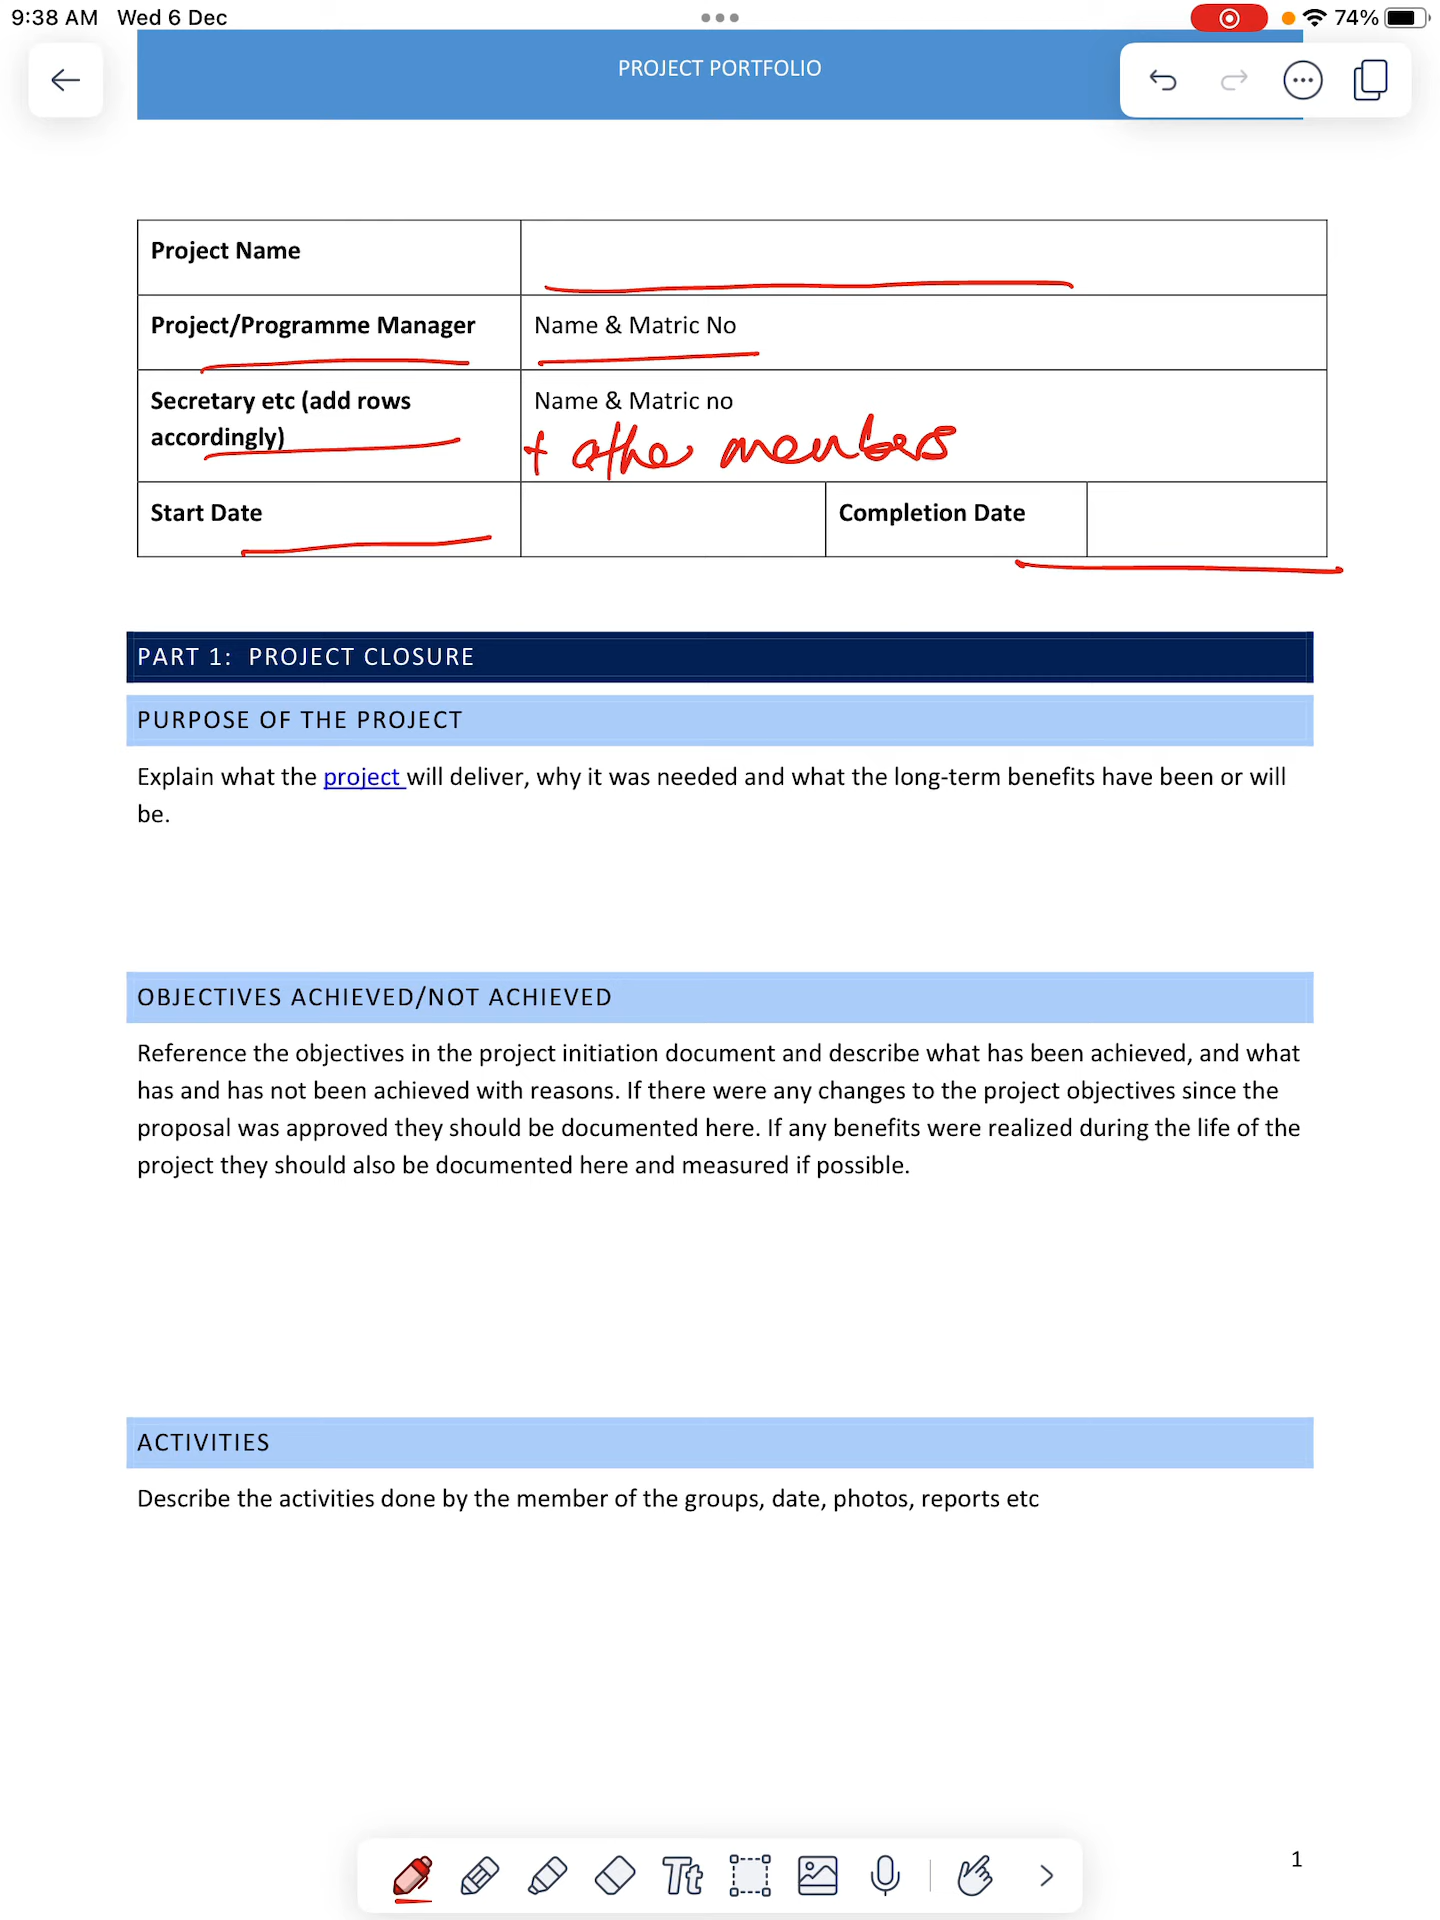 9:38 AM Wed 6 Dec
74%
PROJECT PORTFOLIO
Project Name
Project/Programme Manager
Name & Matric No
Secretary etc (add rows
accordingly)
Name & Matric no
+ other members
Start Date
Completion Date
PART 1: PROJECT CLOSURE
PURPOSE OF THE PROJECT
Explain what the project will deliver, why it was needed and what the long-term benefits have been or will
be.
OBJECTIVES ACHIEVED/NOT ACHIEVED
Reference the objectives in the project initiation document and describe what has been achieved, and what
has and has not been achieved with reasons. If there were any changes to the project objectives since the
proposal was approved they should be documented here. If any benefits were realized during the life of the
project they should also be documented here and measured if possible.
ACTIVITIES
Describe the activities done by the member of the groups, date, photos, reports etc
1
Tt